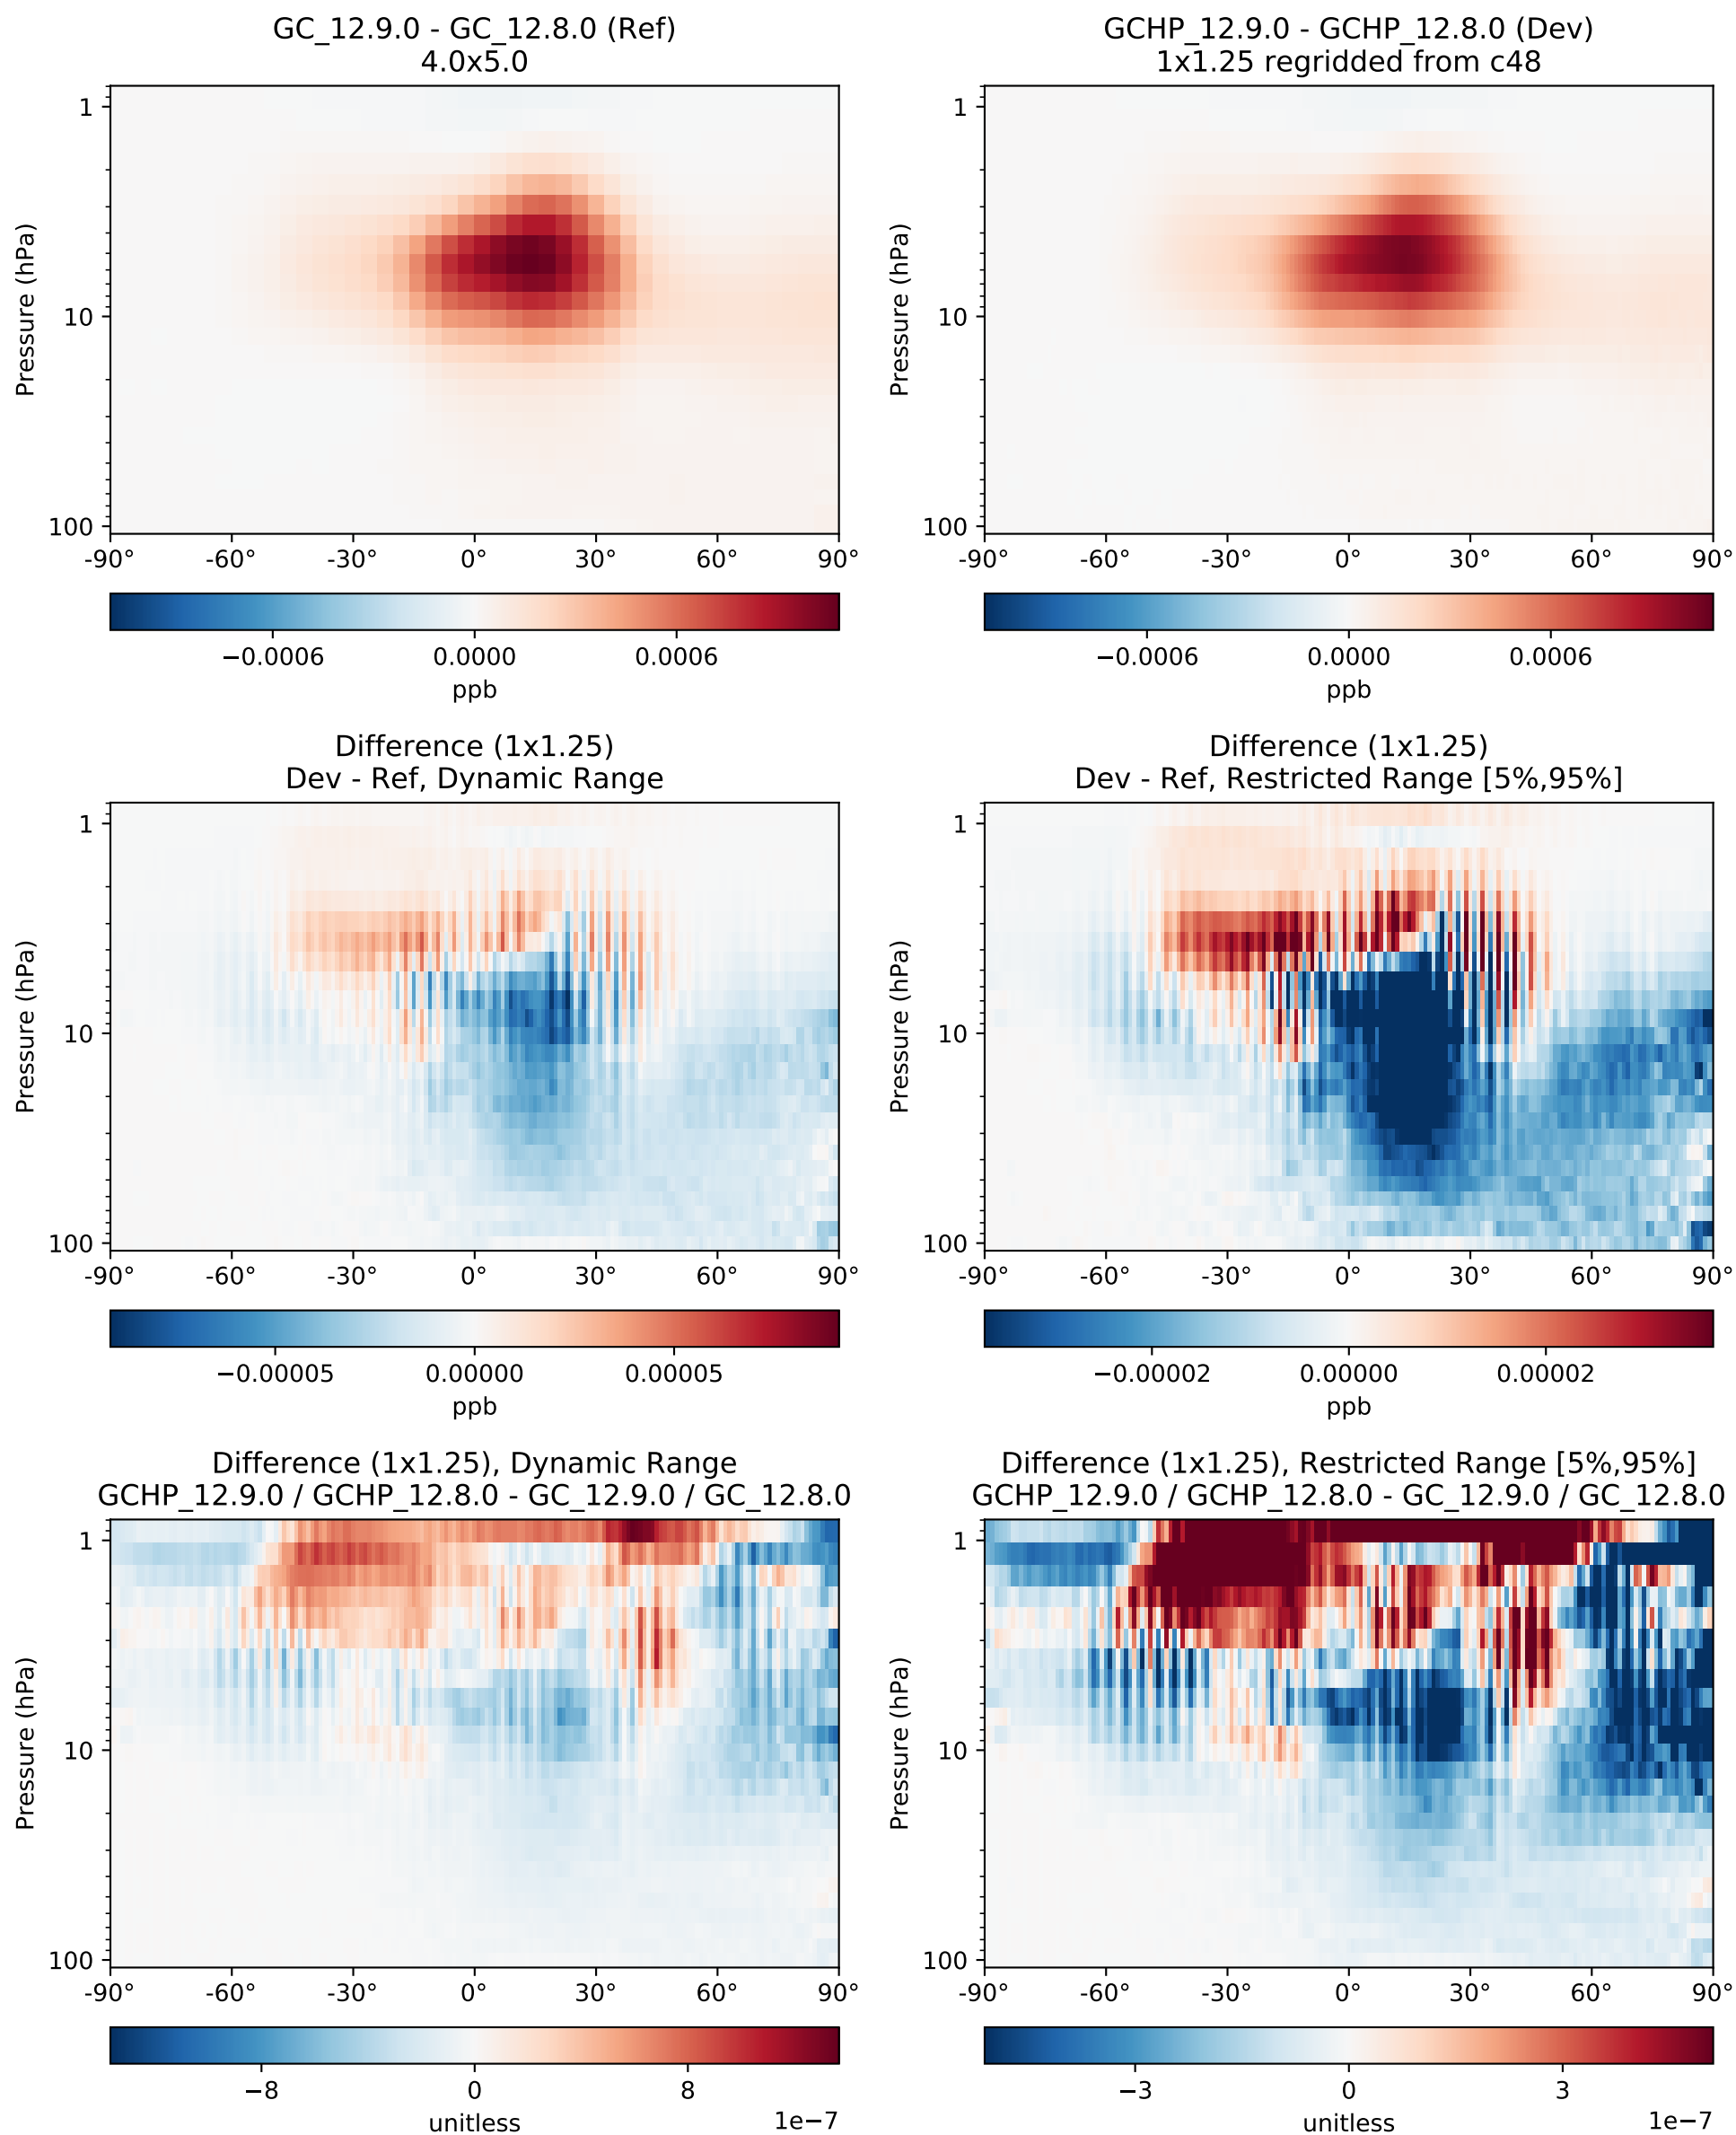 GC_12.9.0 - GC_12.8.0 (Ref)
4.0x5.0
1
10
100
Pressure (hPa)
-90° -60° -30° 0° 30° 60° 90°
−0.0006 0.0000 0.0006
ppb
GCHP_12.9.0 - GCHP_12.8.0 (Dev)
1x1.25 regridded from c48
1
10
100
Pressure (hPa)
-90° -60° -30° 0° 30° 60° 90°
−0.0006 0.0000 0.0006
ppb
Difference (1x1.25)
Dev - Ref, Dynamic Range
1
10
100
Pressure (hPa)
-90° -60° -30° 0° 30° 60° 90°
−0.00005 0.00000 0.00005
ppb
Difference (1x1.25)
Dev - Ref, Restricted Range [5%,95%]
1
10
100
Pressure (hPa)
-90° -60° -30° 0° 30° 60° 90°
−0.00002 0.00000 0.00002
ppb
Difference (1x1.25), Dynamic Range
GCHP_12.9.0 / GCHP_12.8.0 - GC_12.9.0 / GC_12.8.0
1
10
100
Pressure (hPa)
-90° -60° -30° 0° 30° 60° 90°
−8 0 8
unitless 1e−7
Difference (1x1.25), Restricted Range [5%,95%]
GCHP_12.9.0 / GCHP_12.8.0 - GC_12.9.0 / GC_12.8.0
1
10
100
Pressure (hPa)
-90° -60° -30° 0° 30° 60° 90°
−3 0 3
unitless 1e−7